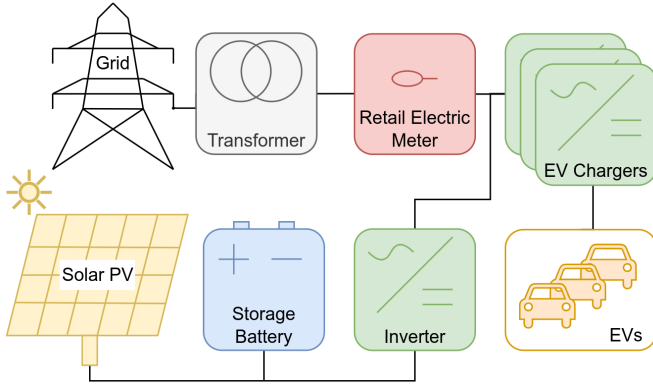 Grid
Transformer
Retail Electric
Meter
EV Chargers
Solar PV
Storage
Battery
Inverter
EVs